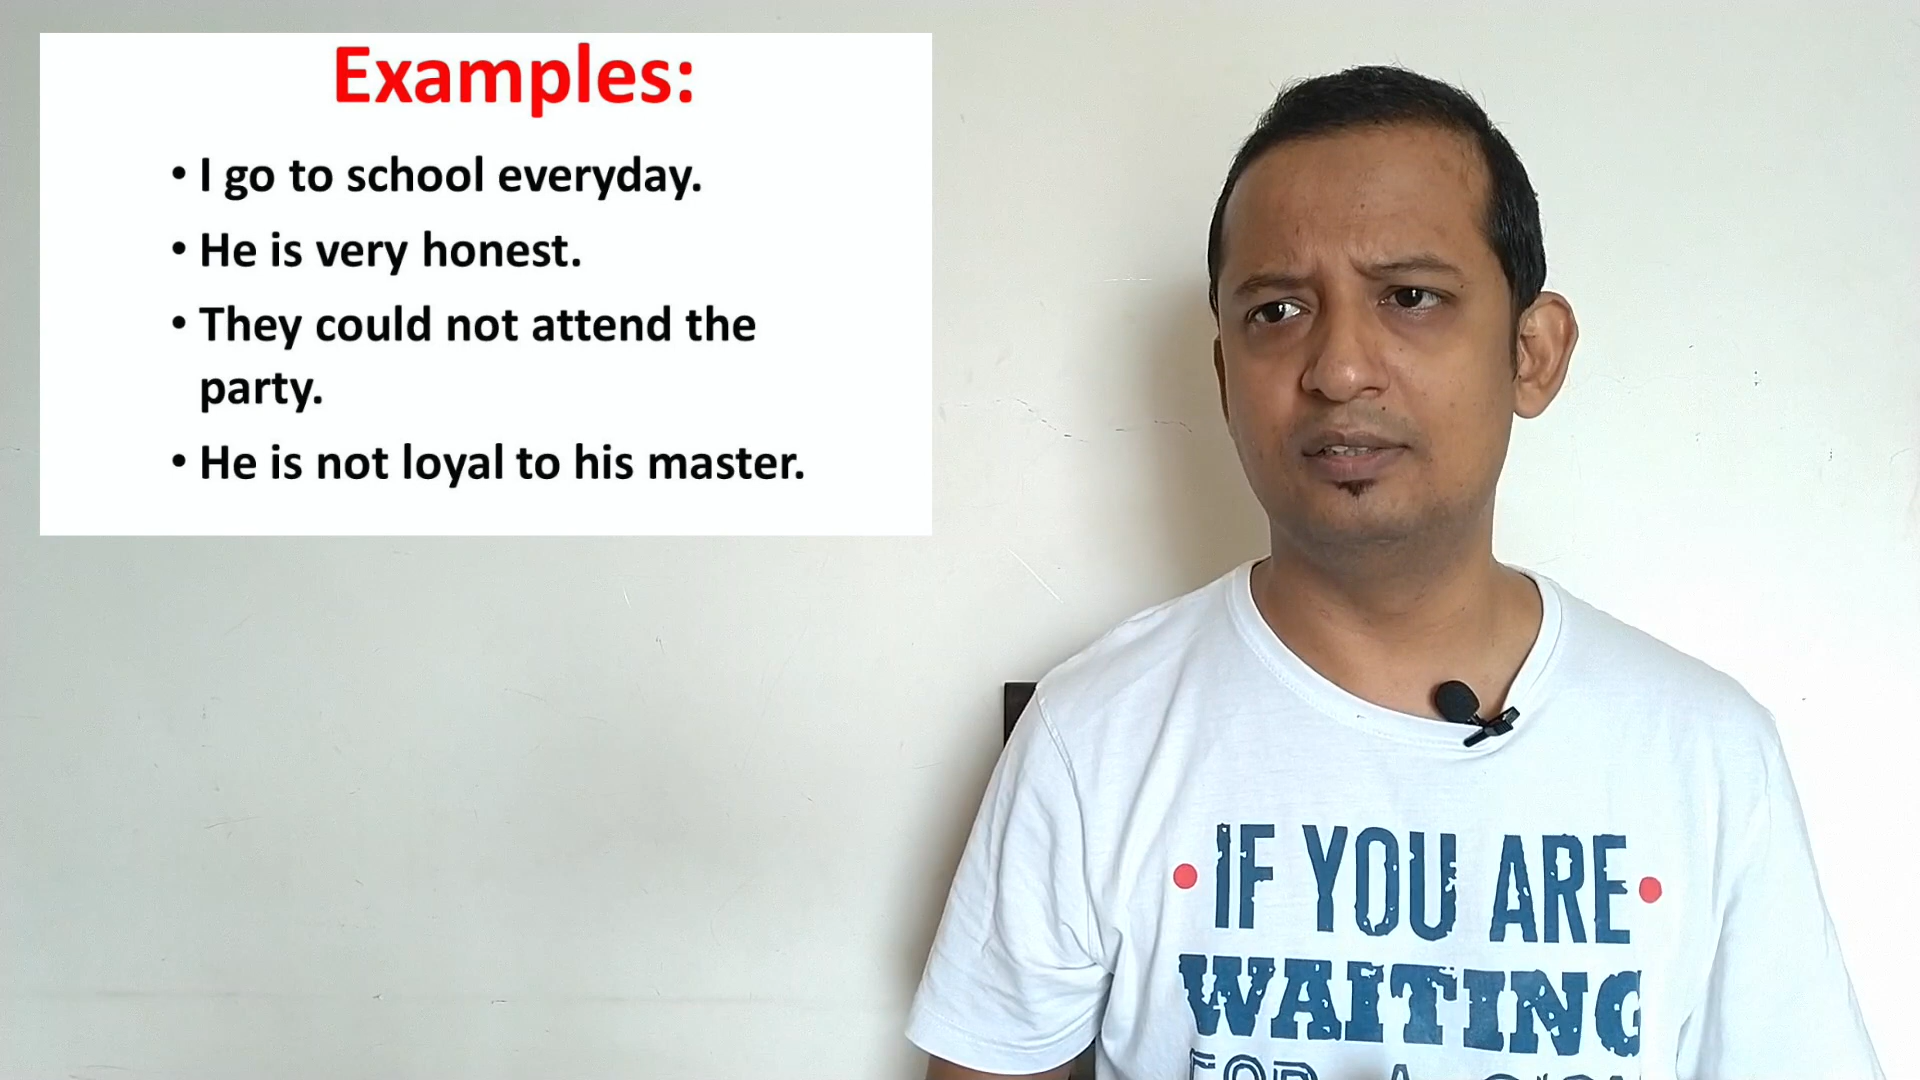 Examples:
• I go to school everyday.
• He is very honest.
• They could not attend the
party.
• He is not loyal to his master.
IF YOU ARE
WAITING
FOR A